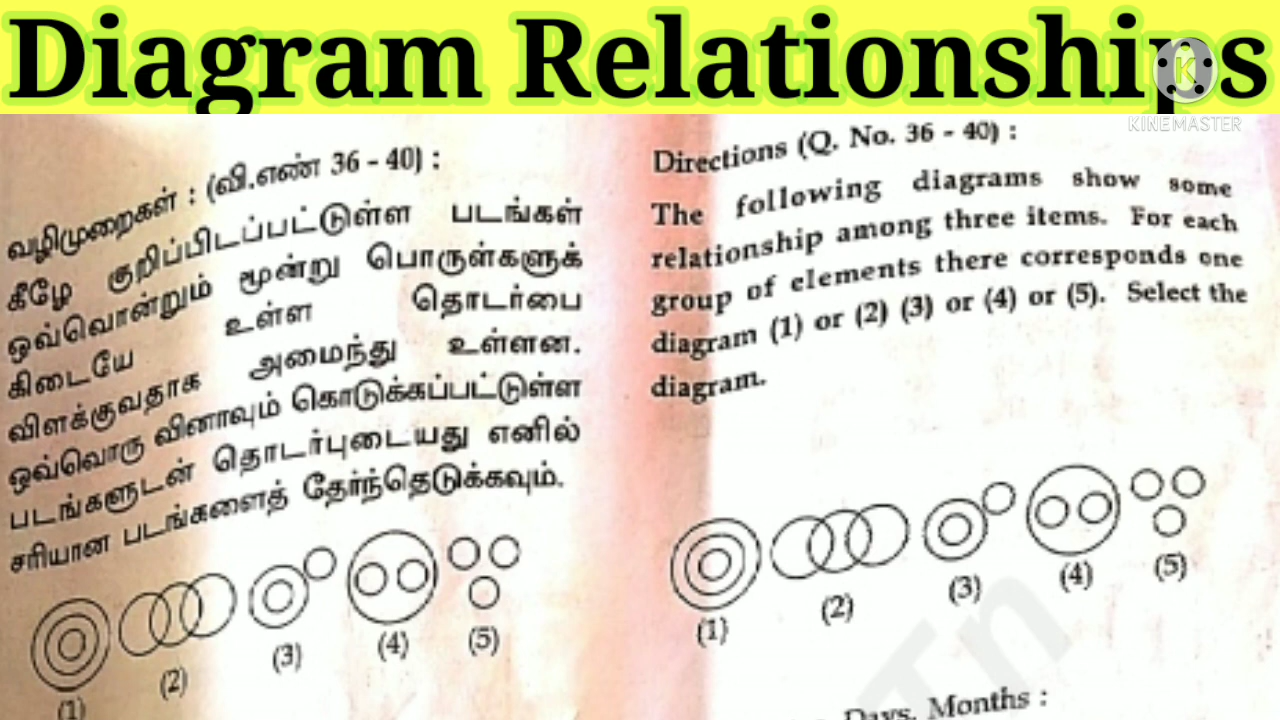 Diagram Relationships
KINEMASTER
வழிமுறைகள் : (வி.எண் 36 - 40) :
கீழே குறிப்பிடப்பட்டுள்ள படங்கள்
ஒவ்வொன்றும் மூன்று பொருள்களுக்
கிடையே உள்ள தொடர்பை
விளக்குவதாக அமைந்து உள்ளன.
ஒவ்வொரு வினாவும் கொடுக்கப்பட்டுள்ள
படங்களுடன் தொடர்புடையது எனில்
சரியான படங்களைத் தேர்ந்தெடுக்கவும்.
(1) (2) (3) (4) (5)
Directions (Q. No. 36 - 40) :
The following diagrams show some
relationship among three items. For each
group of elements there corresponds one
diagram (1) or (2) (3) or (4) or (5). Select the
diagram.
(1) (2) (3) (4) (5)
Days, Months :
Tn